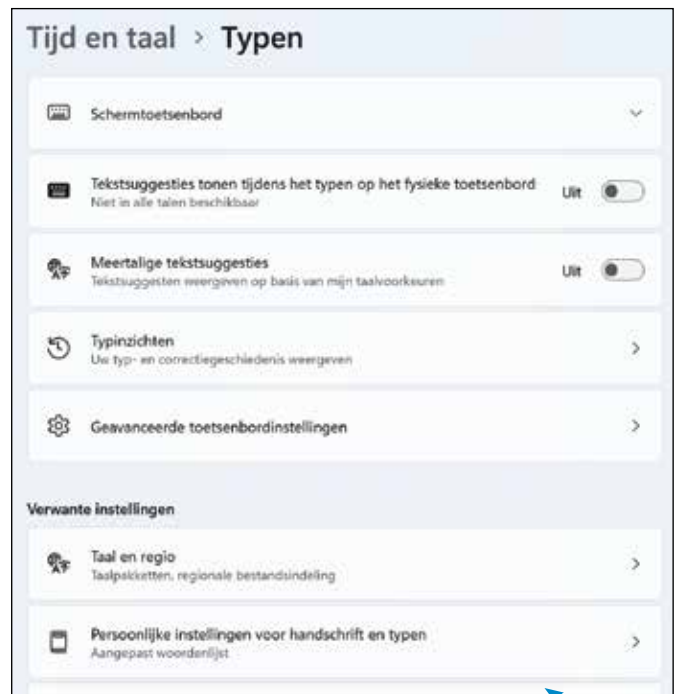 Tijd en taal > Typen
Schermtoetsenbord
Tekstsuggesties tonen tijdens het typen op het fysieke toetsenbord
Niet in alle talen beschikbaar
Uit
Meertalige tekstsuggesties
Tekstsuggesten weergeven op basis van mijn taalvoorkeuren
Uit
Typinzichten
Uw typ- en correctiegeschiedenis weergeven
Geavanceerde toetsenbordinstellingen
Verwante instellingen
Taal en regio
Taalpakketten, regionale bestandsindeling
Persoonlijke instellingen voor handschrift en typen
Aangepast woordenlijst